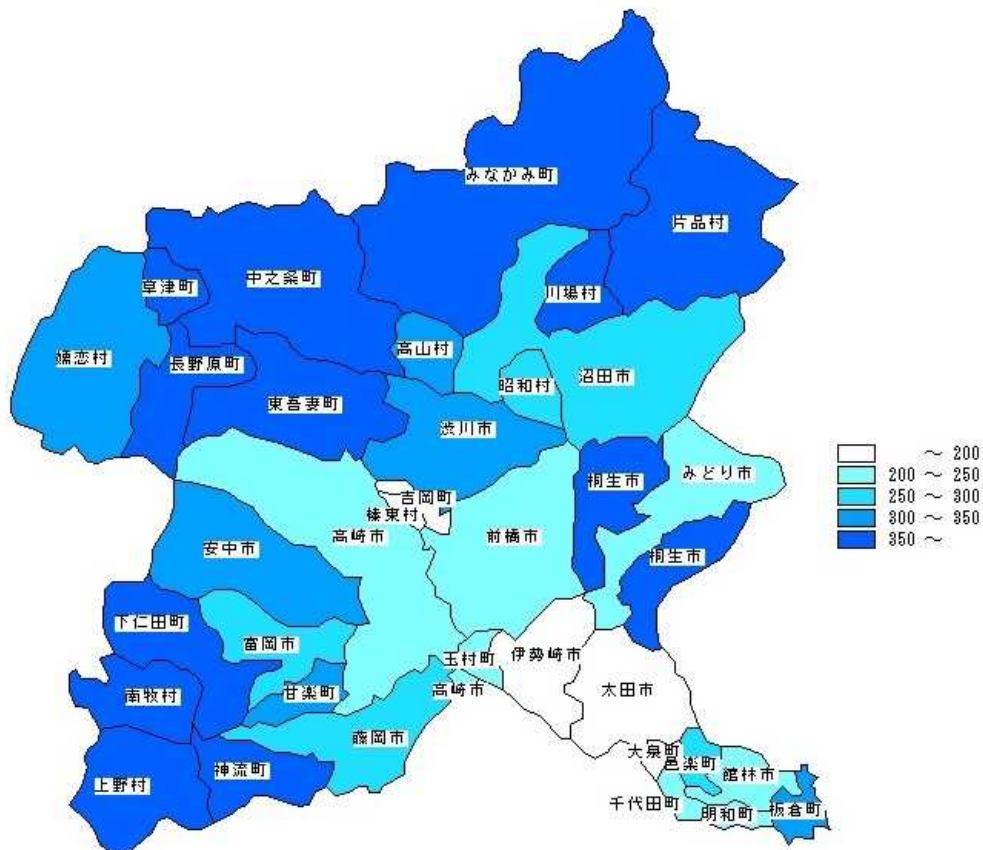 みなかみ町
片品村
中之条町
草津町
川場村
嬬恋村
長野原町
高山村
昭和村
沼田市
東吾妻町
渋川市
桐生市
みどり市
吉岡町
榛東村
高崎市
前橋市
安中市
桐生市
下仁田町
富岡市
玉村町
伊勢崎市
南牧村
甘楽町
高崎市
太田市
藤岡市
大泉町
邑楽町
館林市
上野村
神流町
千代田町
明和町
板倉町
～ 200
200 ～ 250
250 ～ 300
300 ～ 350
350 ～